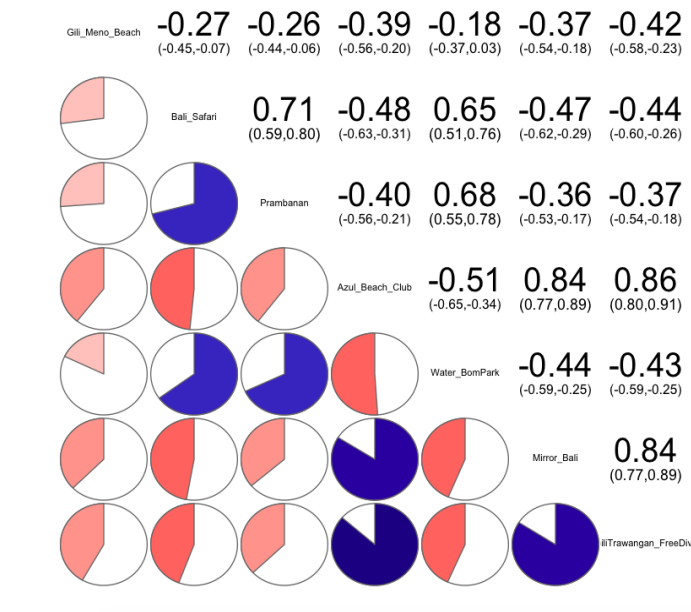 Gili_Meno_Beach -0.27 -0.26 -0.39 -0.18 -0.37 -0.42
(-0.45,-0.07) (-0.44,-0.06) (-0.56,-0.20) (-0.37,0.03) (-0.54,-0.18) (-0.58,-0.23)
Bali_Safari 0.71 -0.48 0.65 -0.47 -0.44
(0.59,0.80) (-0.63,-0.31) (0.51,0.76) (-0.62,-0.29) (-0.60,-0.26)
Prambanan -0.40 0.68 -0.36 -0.37
(-0.56,-0.21) (0.55,0.78) (-0.53,-0.17) (-0.54,-0.18)
Azul_Beach_Club -0.51 0.84 0.86
(-0.65,-0.34) (0.77,0.89) (0.80,0.91)
Water_BomPark -0.44 -0.43
(-0.59,-0.25) (-0.59,-0.25)
Mirror_Bali 0.84
(0.77,0.89)
iliTrawangan_FreeDiv